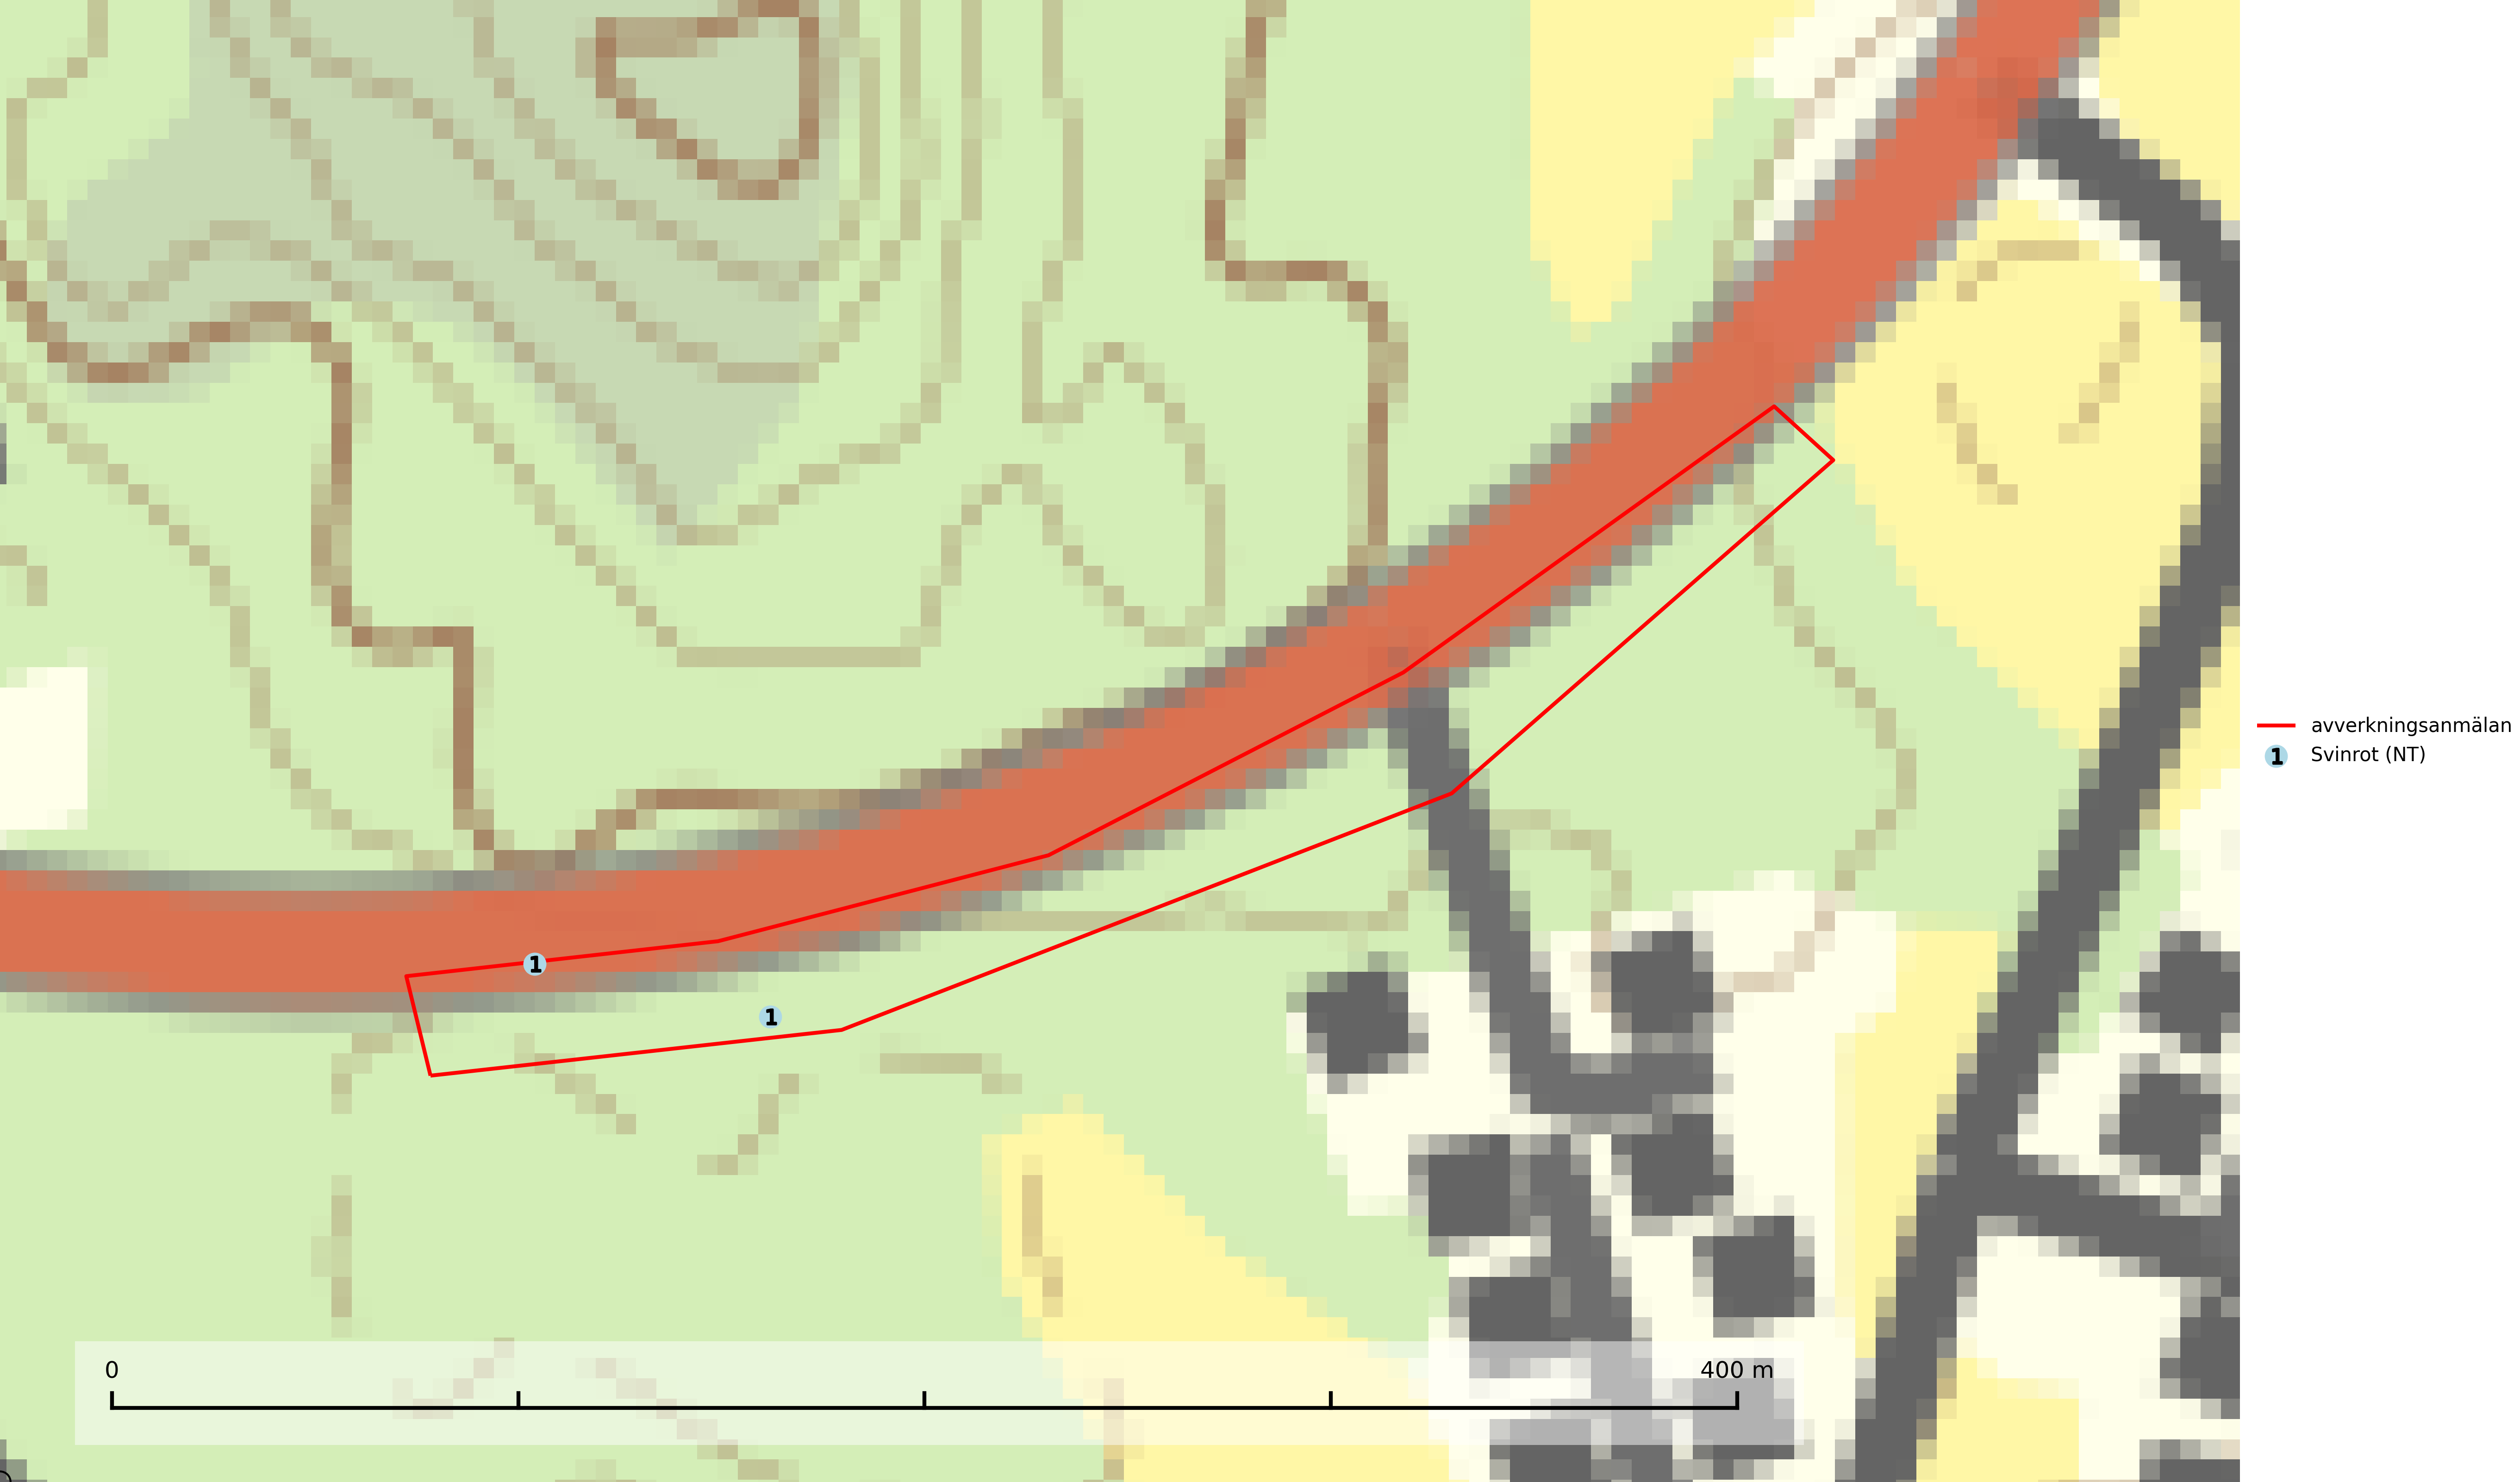 avverkningsanmälan
1 Svinrot (NT)
1
1
0 400 m